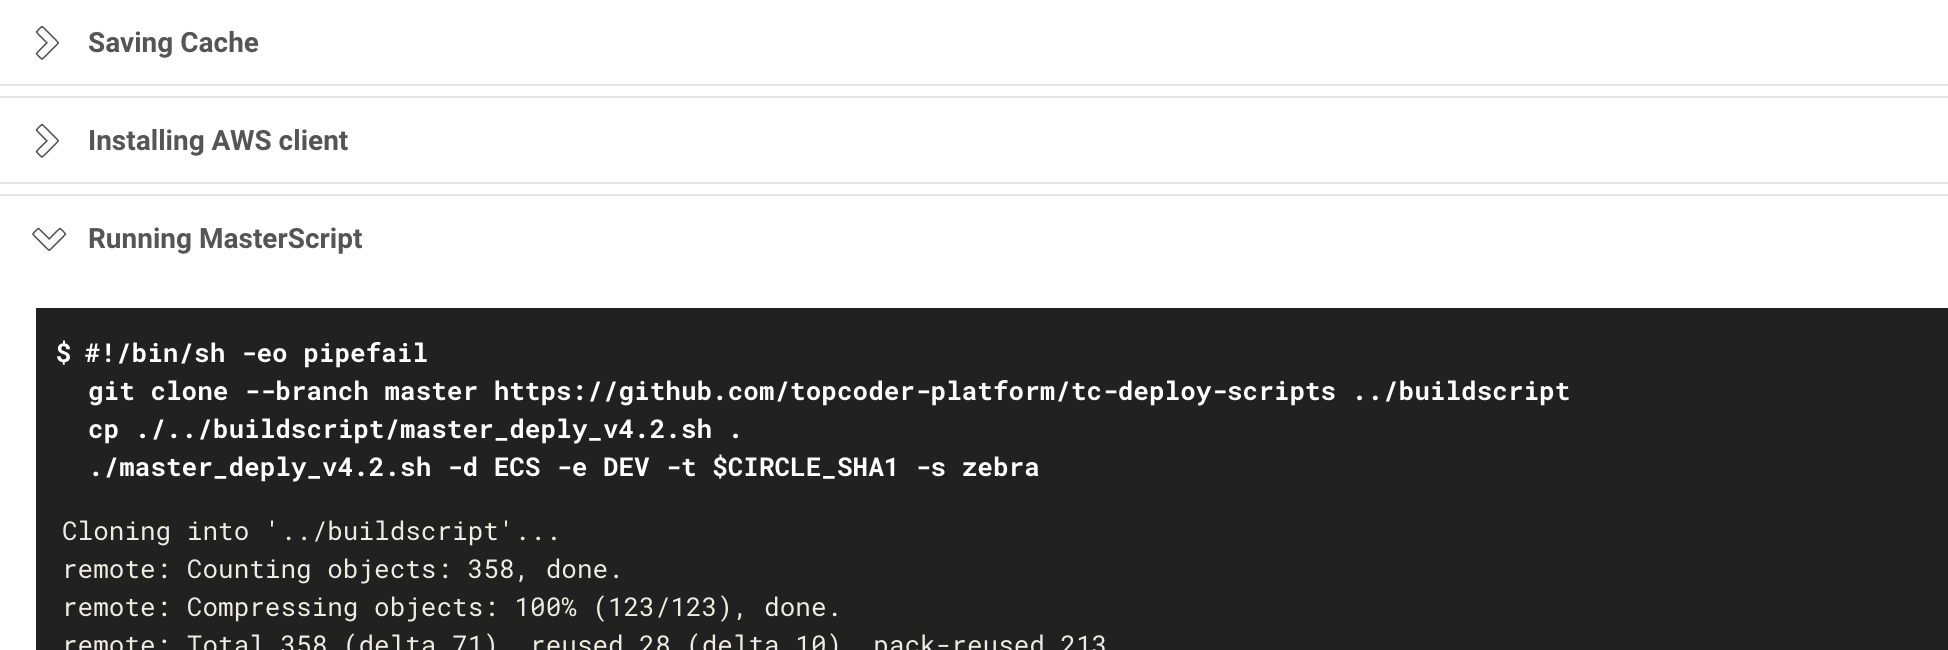 Saving Cache
Installing AWS client
Running MasterScript
$ #!/bin/sh -eo pipefail
git clone --branch master https://github.com/topcoder-platform/tc-deploy-scripts ../buildscript
cp ./../buildscript/master_deply_v4.2.sh .
./master_deply_v4.2.sh -d ECS -e DEV -t $CIRCLE_SHA1 -s zebra
Cloning into '../buildscript'...
remote: Counting objects: 358, done.
remote: Compressing objects: 100% (123/123), done.
remote: Total 358 (delta 71), reused 28 (delta 10), pack-reused 213